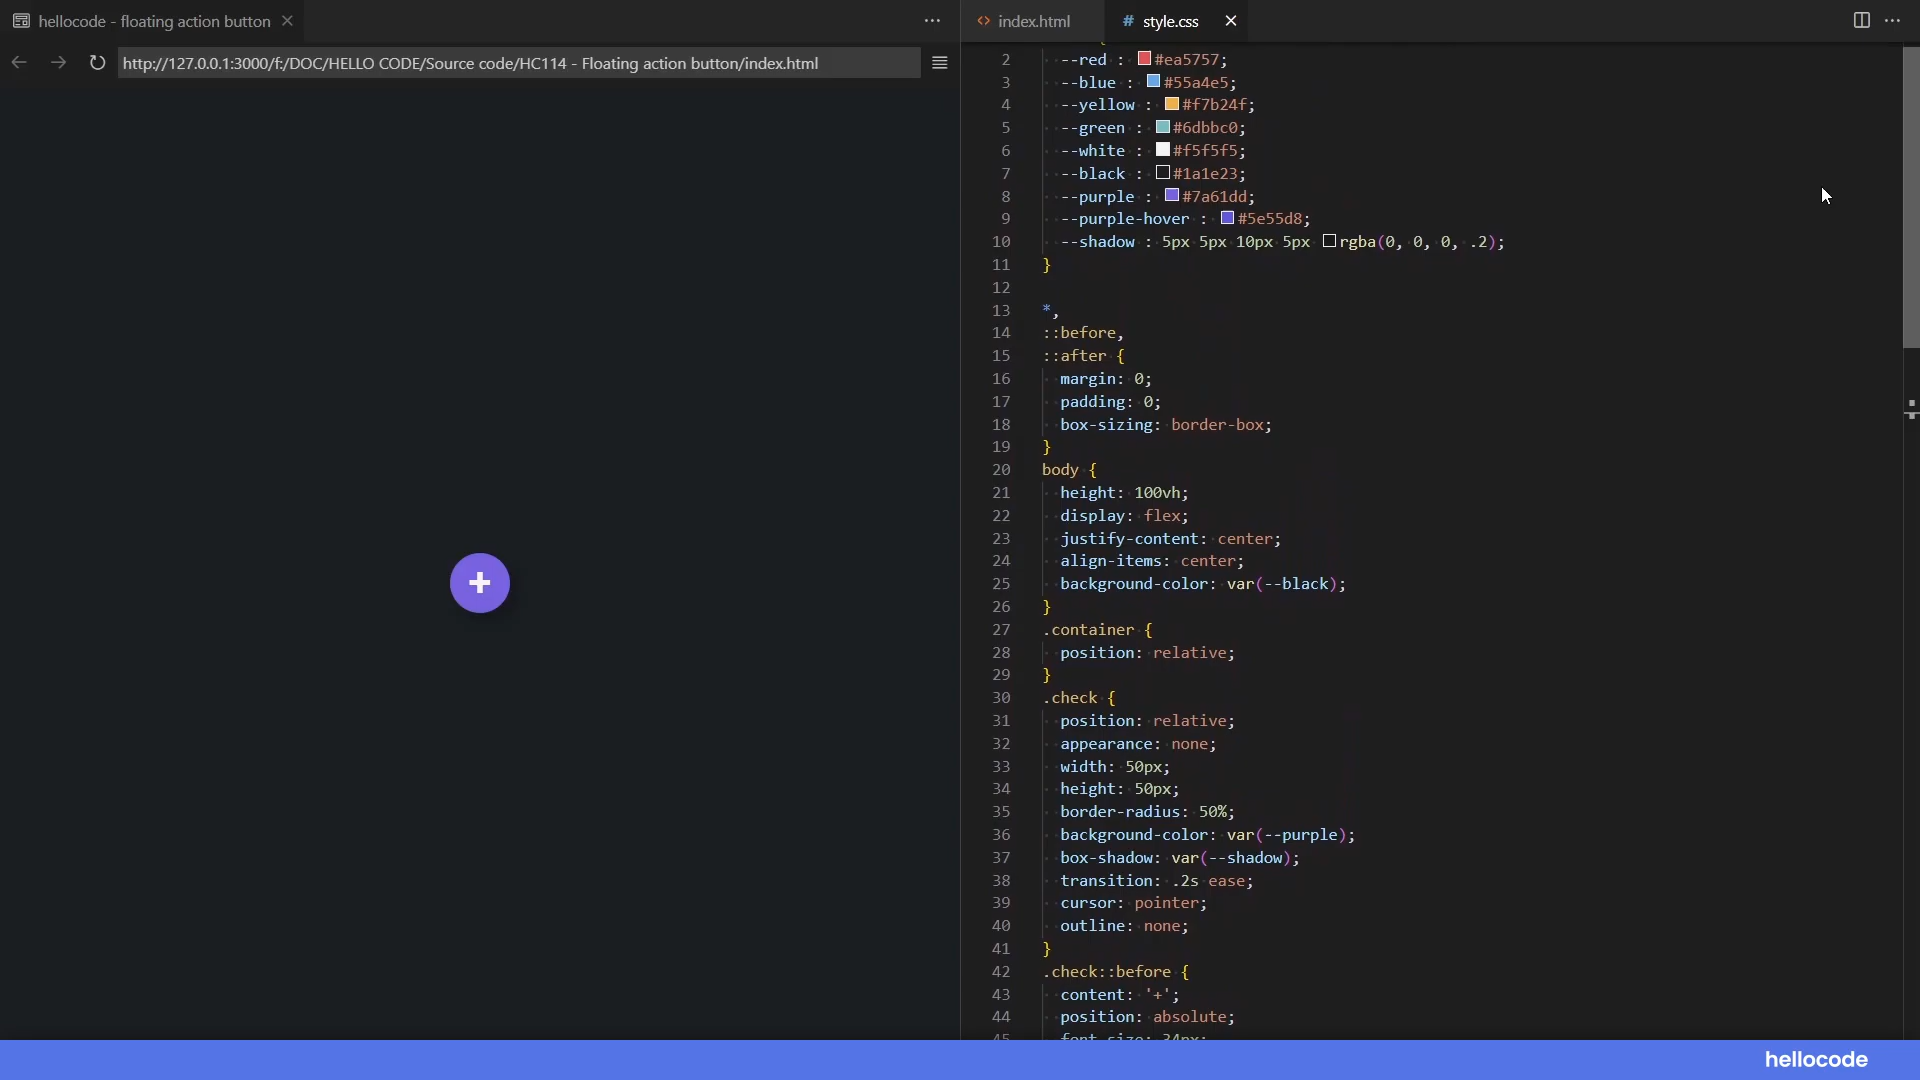 hellocode - floating action button
http://127.0.0.1:3000/f:/DOC/HELLO CODE/Source code/HC114 - Floating action button/index.html
+
<> index.html
# style.css
2 --red : #ea5757;
3 --blue : #55a4e5;
4 --yellow : #f7b24f;
5 --green : #6dbbc0;
6 --white : #f5f5f5;
7 --black : #1a1e23;
8 --purple : #7a61dd;
9 --purple-hover : #5e55d8;
10 --shadow : 5px 5px 10px 5px rgba(0, 0, 0, .2);
11 }
12
13 *,
14 ::before,
15 ::after {
16 margin: 0;
17 padding: 0;
18 box-sizing: border-box;
19 }
20 body {
21 height: 100vh;
22 display: flex;
23 justify-content: center;
24 align-items: center;
25 background-color: var(--black);
26 }
27 .container {
28 position: relative;
29 }
30 .check {
31 position: relative;
32 appearance: none;
33 width: 50px;
34 height: 50px;
35 border-radius: 50%;
36 background-color: var(--purple);
37 box-shadow: var(--shadow);
38 transition: .2s ease;
39 cursor: pointer;
40 outline: none;
41 }
42 .check::before {
43 content: '+';
44 position: absolute;
45 font-size: 34px;
hellocode